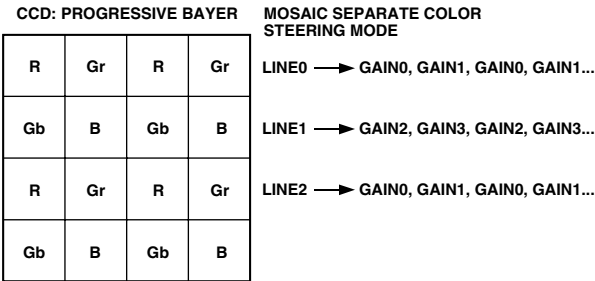 CCD: PROGRESSIVE BAYER
MOSAIC SEPARATE COLOR
STEERING MODE
R Gr R Gr
LINE0 GAIN0, GAIN1, GAIN0, GAIN1...
Gb B Gb B
LINE1 GAIN2, GAIN3, GAIN2, GAIN3...
R Gr R Gr
LINE2 GAIN0, GAIN1, GAIN0, GAIN1...
Gb B Gb B